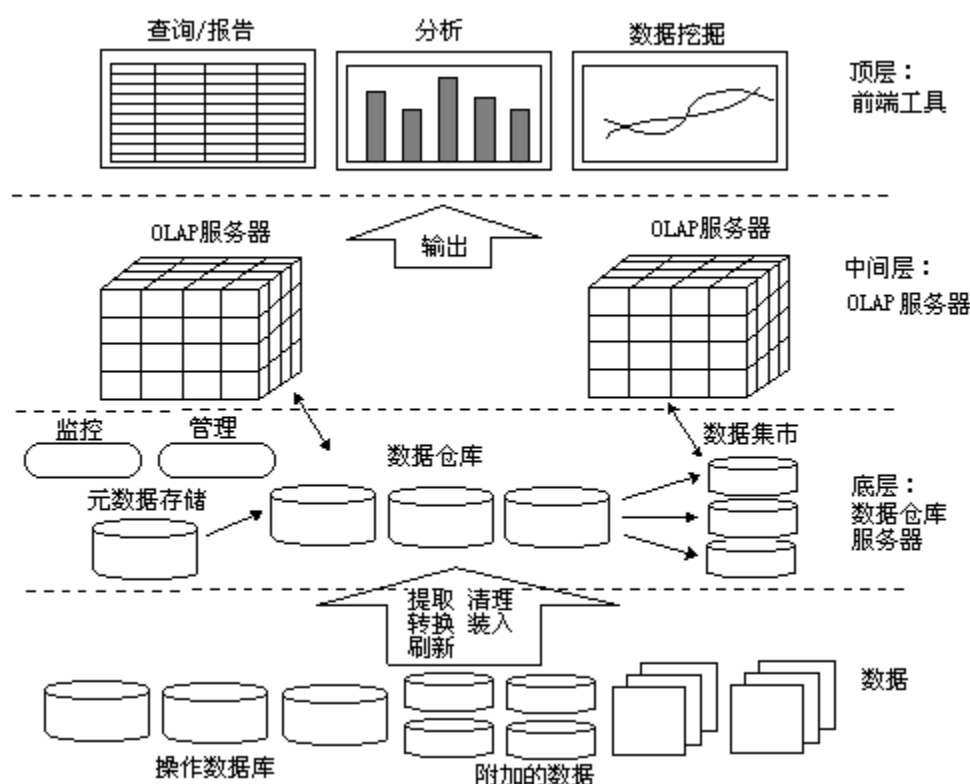 查询/报告
分析
数据挖掘
顶层：
前端工具
OLAP服务器
输出
OLAP服务器
中间层：
OLAP 服务器
监控
管理
数据仓库
数据集市
元数据存储
底层：
数据仓库
服务器
提取 清理
转换 装入
刷新
数据
操作数据库
附加的数据